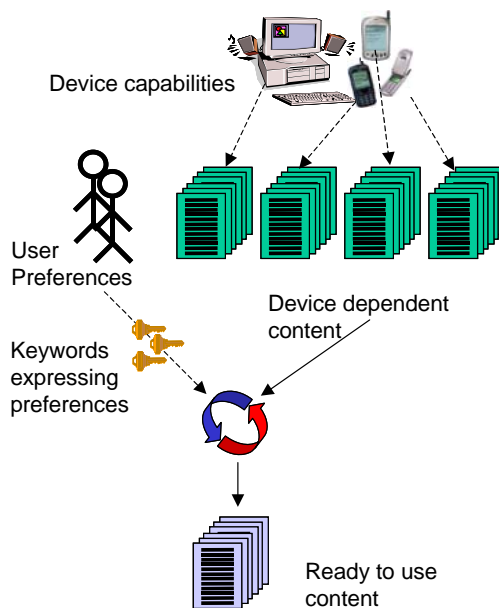 Device capabilities
User
Preferences
Device dependent
content
Keywords
expressing
preferences
Ready to use
content